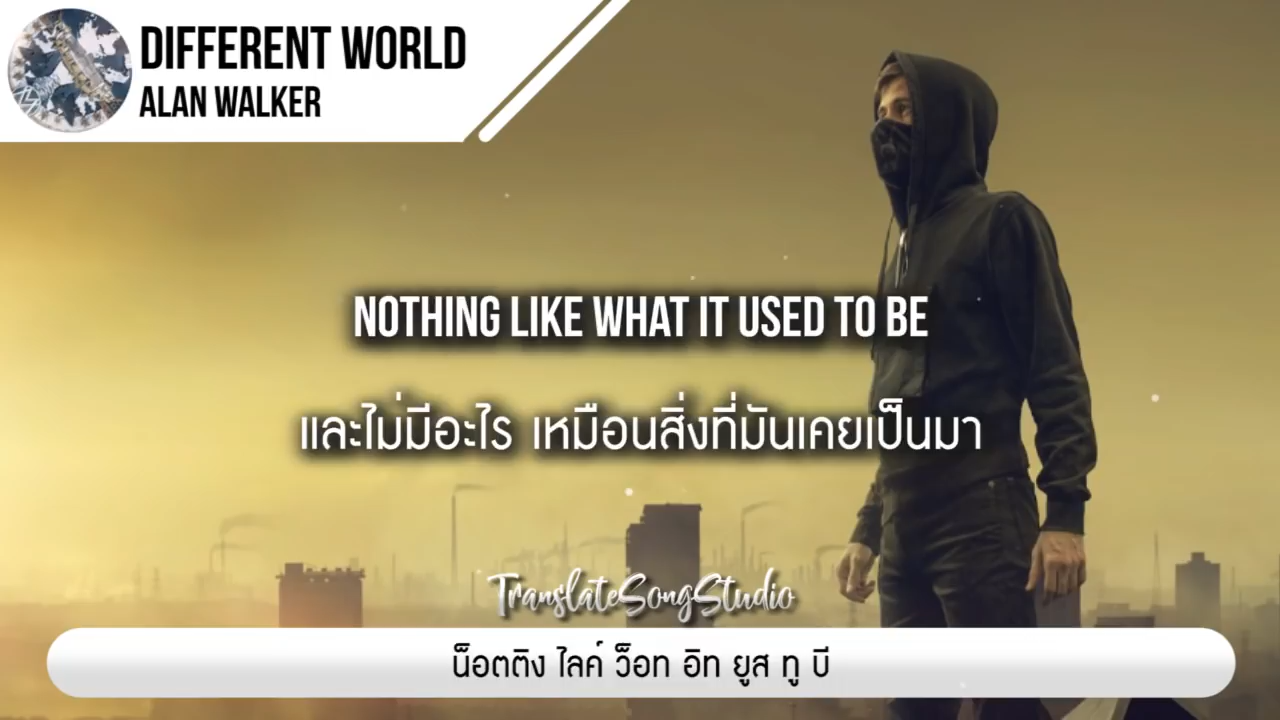 DIFFERENT WORLD
ALAN WALKER
NOTHING LIKE WHAT IT USED TO BE
และไม่มีอะไร เหมือนสิ่งที่มันเคยเป็นมา
TranslateSongStudio
น็อตติง ไลค์ ว็อท อิท ยูส ทู บี